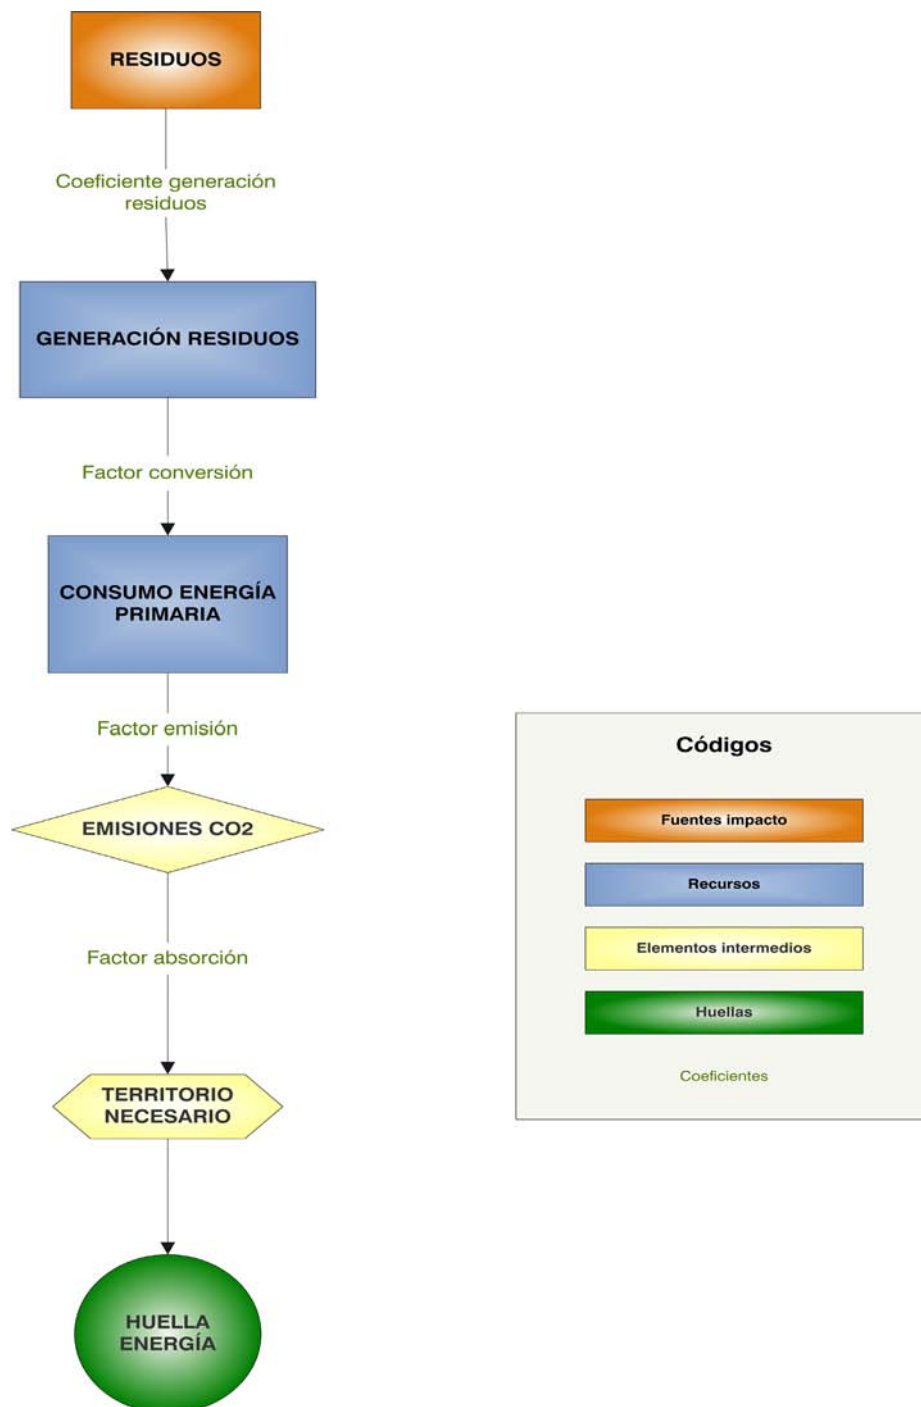 RESIDUOS
Coeficiente generación
residuos
GENERACIÓN RESIDUOS
Factor conversión
CONSUMO ENERGÍA
PRIMARIA
Factor emisión
EMISIONES CO2
Factor absorción
TERRITORIO
NECESARIO
HUELLA
ENERGÍA
Códigos
Fuentes impacto
Recursos
Elementos intermedios
Huellas
Coeficientes